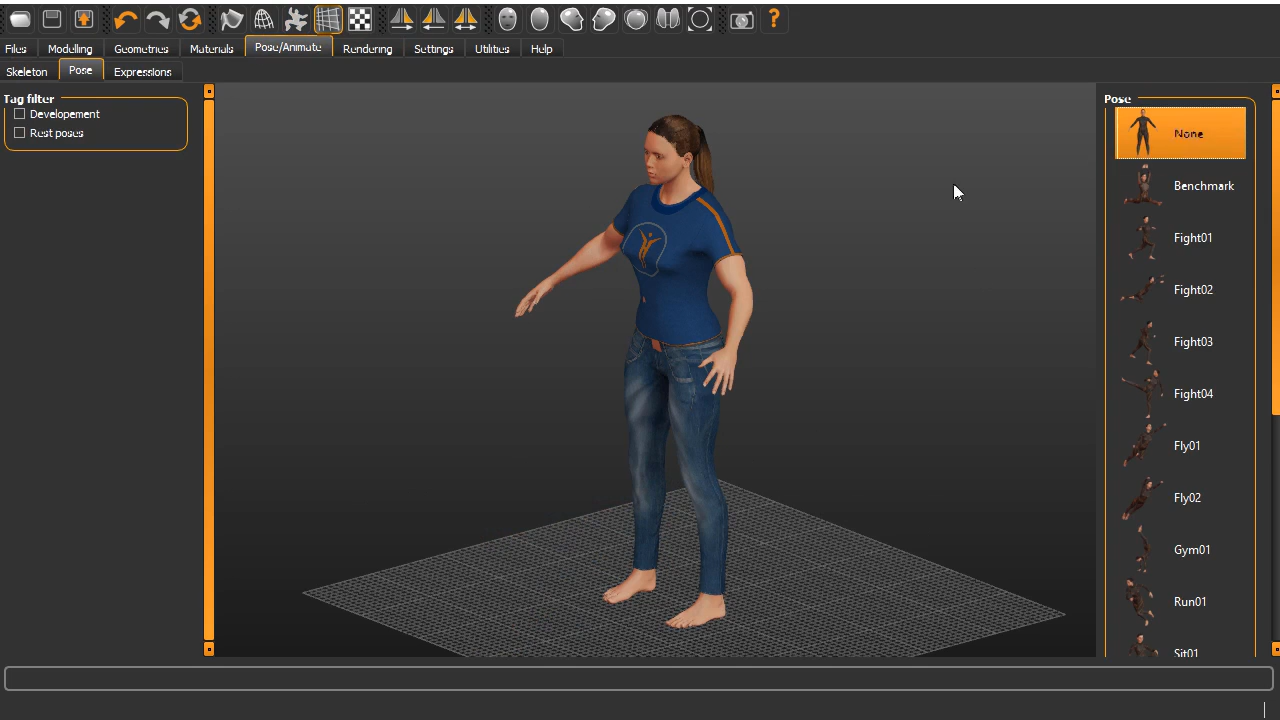 Files Modelling Geometries Materials Pose/Animate Rendering Settings Utilities Help
Skeleton Pose Expressions
Tag filter
Developement
Rest poses
Pose
None
Benchmark
Fight01
Fight02
Fight03
Fight04
Fly01
Fly02
Gym01
Run01
Sit01